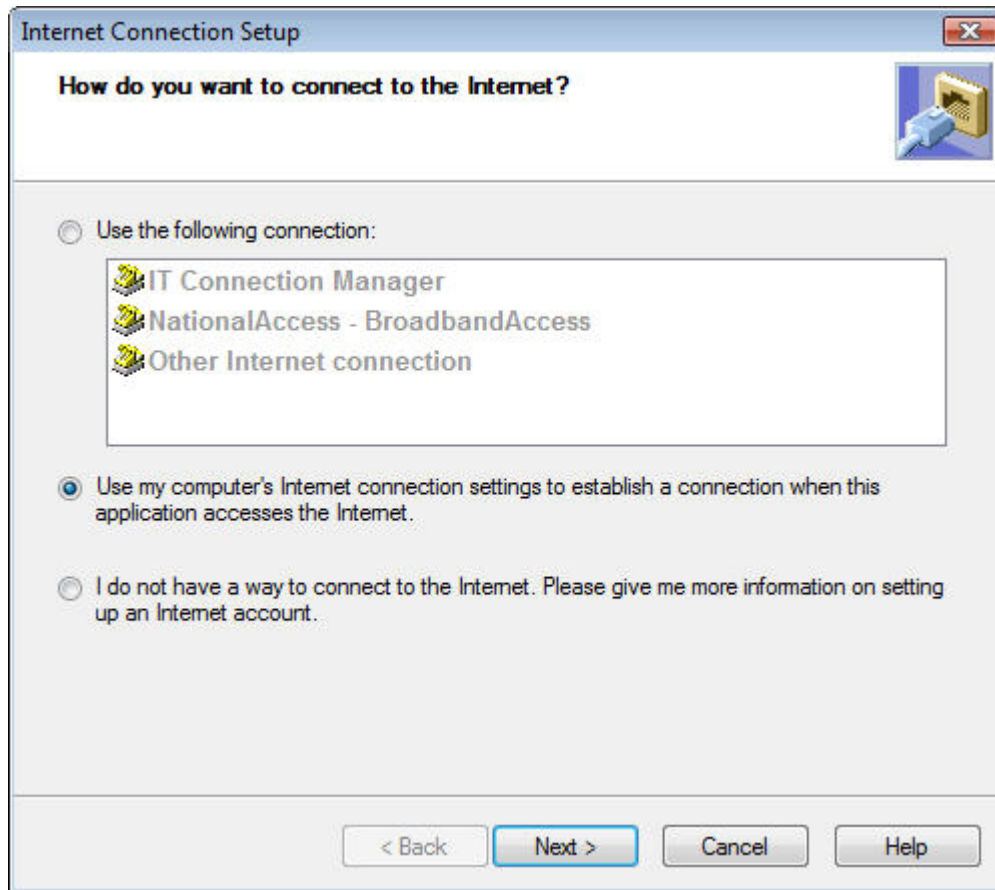 Internet Connection Setup
How do you want to connect to the Internet?
Use the following connection:
IT Connection Manager
NationalAccess - BroadbandAccess
Other Internet connection
Use my computer's Internet connection settings to establish a connection when this
application accesses the Internet.
I do not have a way to connect to the Internet. Please give me more information on setting
up an Internet account.
< Back Next > Cancel Help